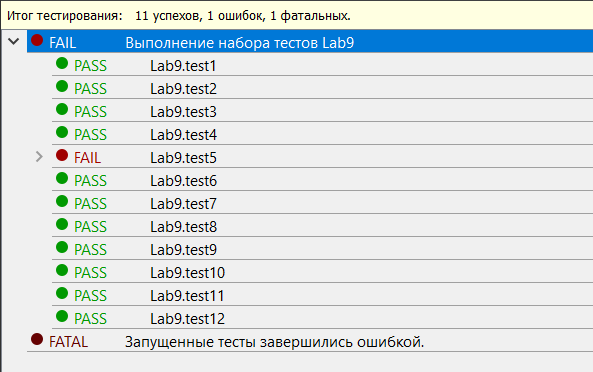 Итог тестирования: 11 успехов, 1 ошибок, 1 фатальных.
FAIL Выполнение набора тестов Lab9
PASS Lab9.test1
PASS Lab9.test2
PASS Lab9.test3
PASS Lab9.test4
FAIL Lab9.test5
PASS Lab9.test6
PASS Lab9.test7
PASS Lab9.test8
PASS Lab9.test9
PASS Lab9.test10
PASS Lab9.test11
PASS Lab9.test12
FATAL Запущенные тесты завершились ошибкой.